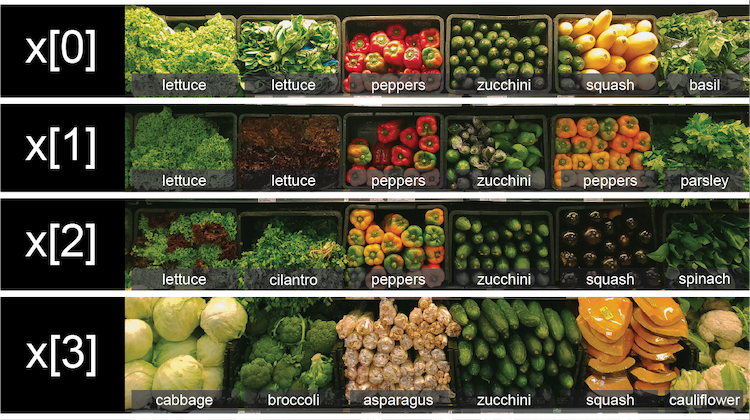 x[0]
lettuce lettuce peppers zucchini squash basil
x[1]
lettuce lettuce peppers zucchini peppers parsley
x[2]
lettuce cilantro peppers zucchini squash spinach
x[3]
cabbage broccoli asparagus zucchini squash cauliflower